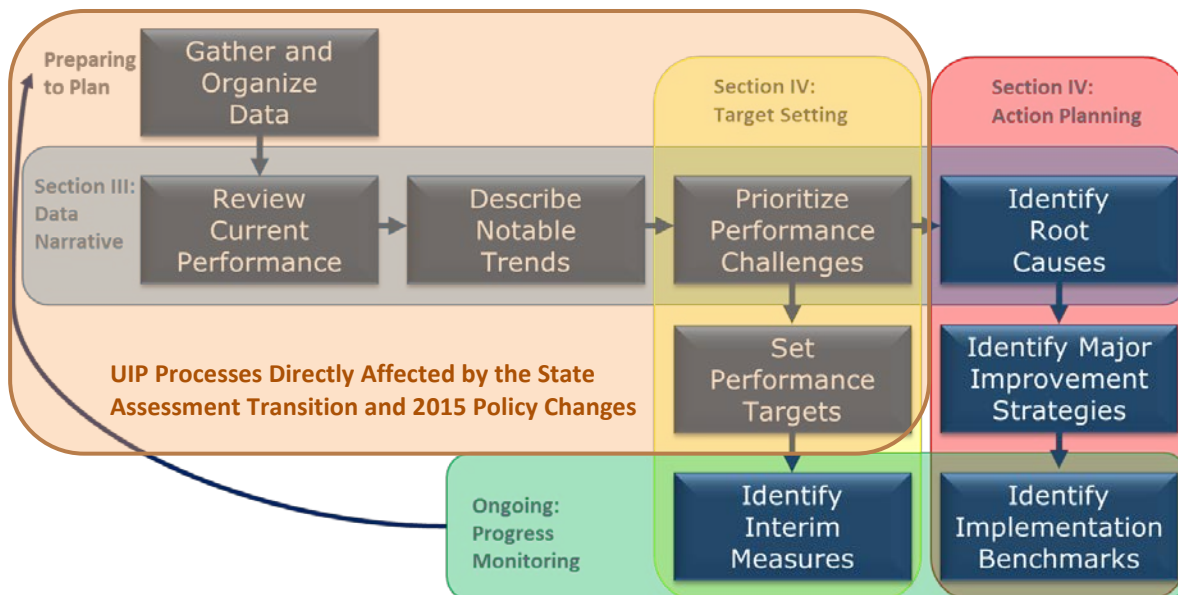 Preparing
to Plan
Gather and
Organize
Data
Section IV:
Target Setting
Section IV:
Action Planning
Section III:
Data
Narrative
Review
Current
Performance
Describe
Notable
Trends
Prioritize
Performance
Challenges
Identify
Root
Causes
UIP Processes Directly Affected by the State
Assessment Transition and 2015 Policy Changes
Set
Performance
Targets
Identify Major
Improvement
Strategies
Ongoing:
Progress
Monitoring
Identify
Interim
Measures
Identify
Implementation
Benchmarks